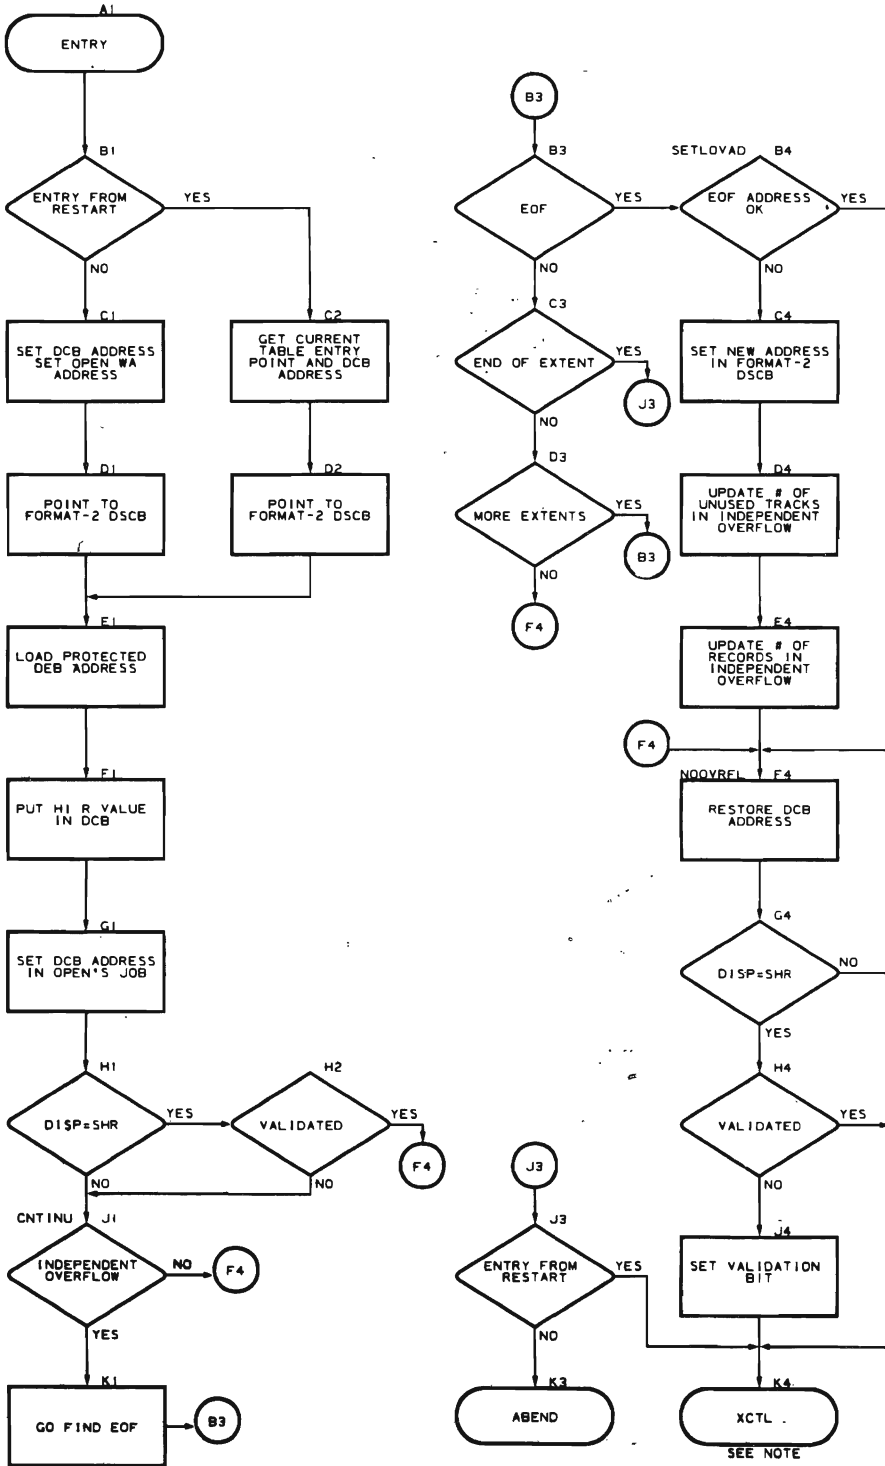 A1
ENTRY
B1
ENTRY FROM
RESTART
YES
NO
C1
SET DCB ADDRESS
SET OPEN WA
ADDRESS
C2
GET CURRENT
TABLE ENTRY
POINT AND DCB
ADDRESS
D1
POINT TO
FORMAT-2 DSCB
D2
POINT TO
FORMAT-2 DSCB
E1
LOAD PROTECTED
DEB ADDRESS
F1
PUT HI R VALUE
IN DCB
G1
SET DCB ADDRESS
IN OPEN'S JOB
H1
DISP=SHR
YES
NO
H2
VALIDATED
YES
F4
NO
CNTINU
J1
INDEPENDENT
OVERFLOW
NO
F4
YES
K1
GO FIND EOF
B3
B3
B3
EOF
YES
NO
C3
END OF EXTENT
YES
J3
NO
D3
MORE EXTENTS
YES
B3
NO
F4
J3
J3
ENTRY FROM
RESTART
YES
NO
K3
ABEND
SETLOVAD
B4
EOF ADDRESS
OK
YES
NO
C4
SET NEW ADDRESS
IN FORMAT-2
DSCB
D4
UPDATE # OF
UNUSED TRACKS
IN INDEPENDENT
OVERFLOW
E4
UPDATE # OF
RECORDS IN
INDEPENDENT
OVERFLOW
F4
NOOVRFL
F4
RESTORE DCB
ADDRESS
G4
DISP=SHR
NO
YES
H4
VALIDATED
YES
NO
J4
SET VALIDATION
BIT
K4
XCTL
SEE NOTE